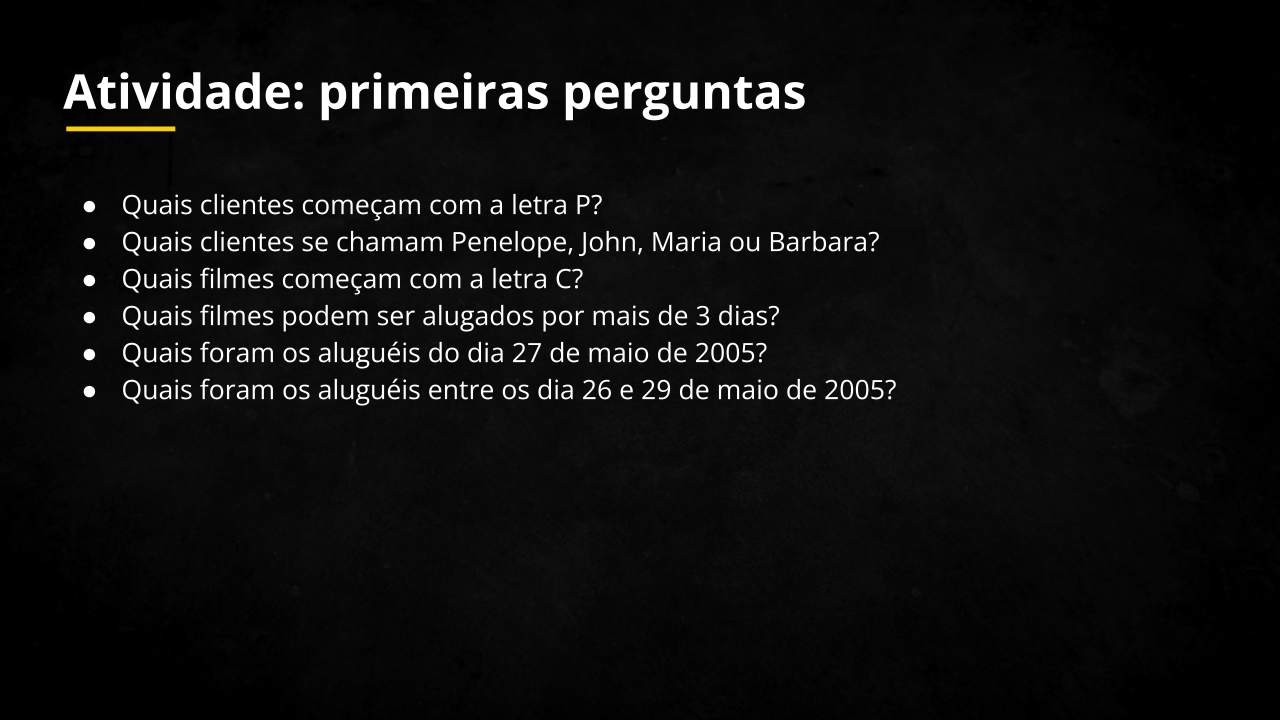 Atividade: primeiras perguntas
● Quais clientes começam com a letra P?
● Quais clientes se chamam Penelope, John, Maria ou Barbara?
● Quais filmes começam com a letra C?
● Quais filmes podem ser alugados por mais de 3 dias?
● Quais foram os aluguéis do dia 27 de maio de 2005?
● Quais foram os aluguéis entre os dia 26 e 29 de maio de 2005?